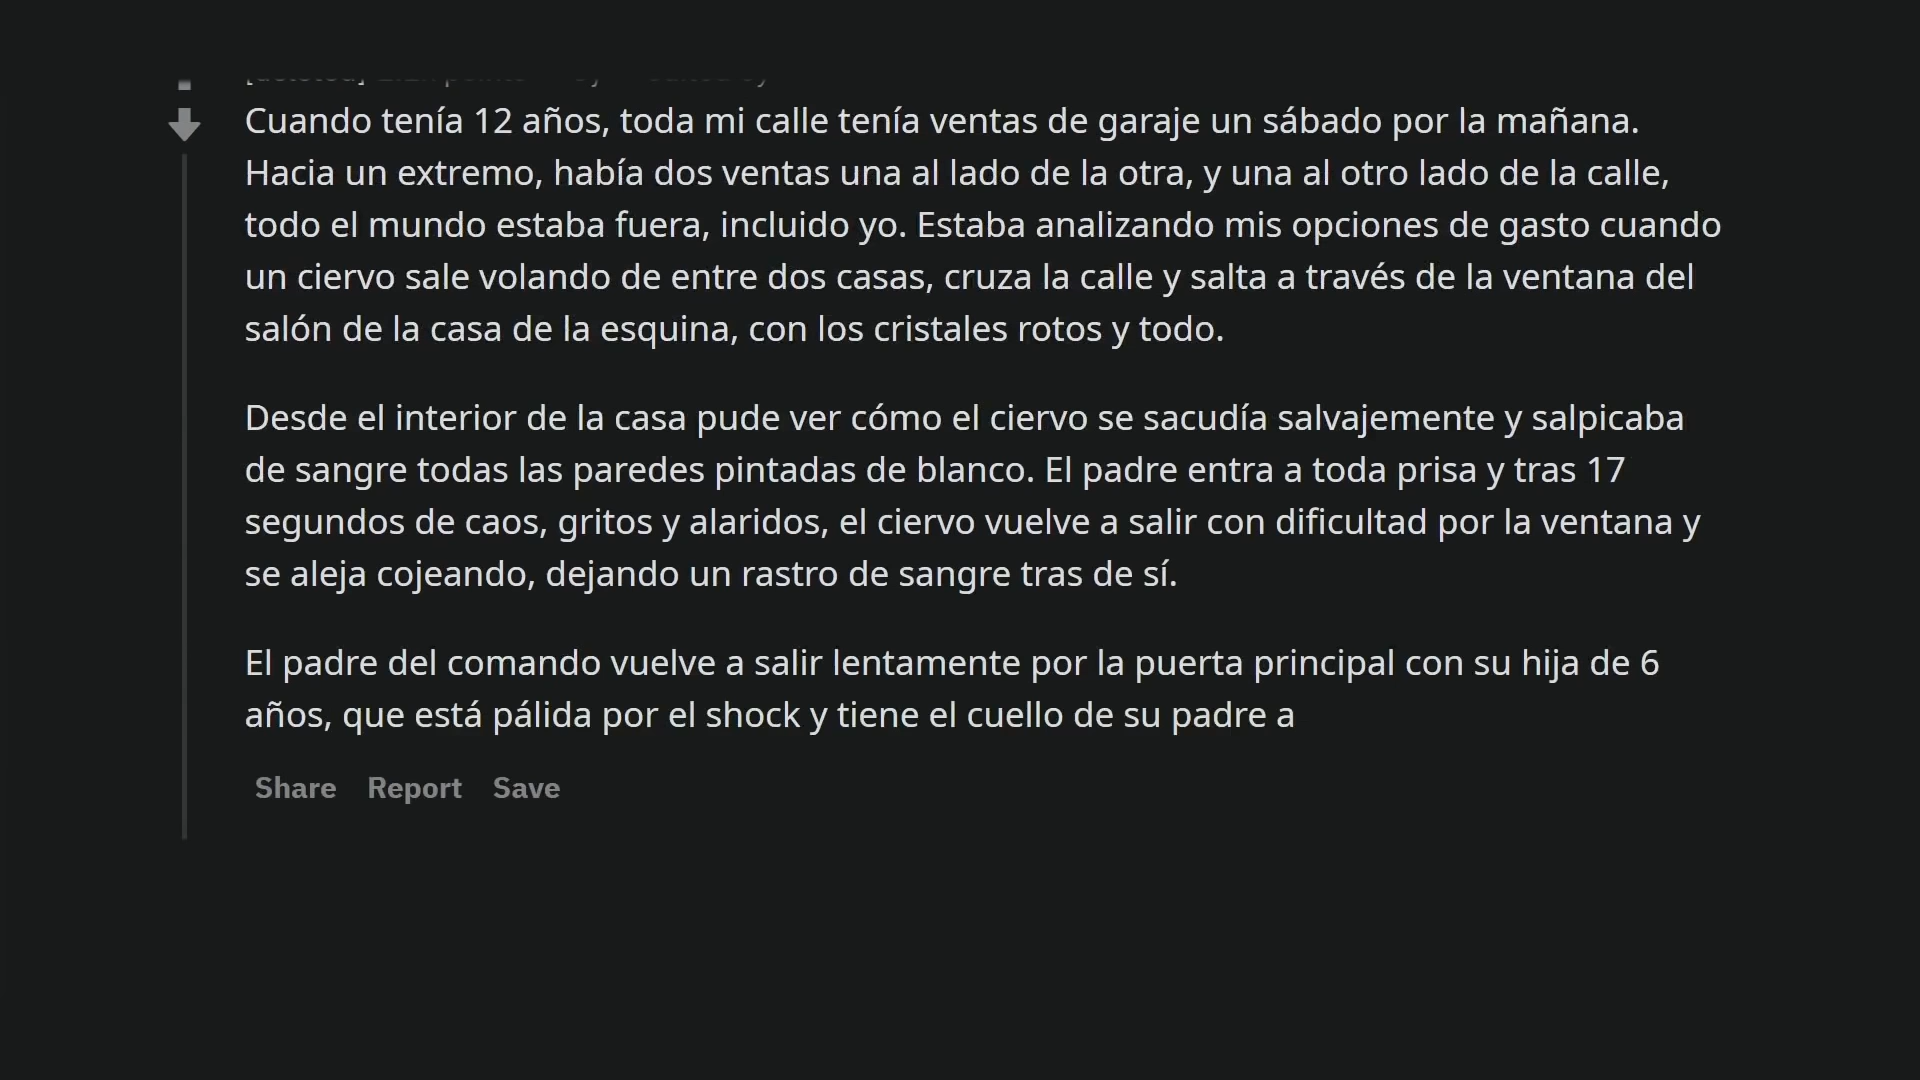 Cuando tenía 12 años, toda mi calle tenía ventas de garaje un sábado por la mañana.
Hacia un extremo, había dos ventas una al lado de la otra, y una al otro lado de la calle,
todo el mundo estaba fuera, incluido yo. Estaba analizando mis opciones de gasto cuando
un ciervo sale volando de entre dos casas, cruza la calle y salta a través de la ventana del
salón de la casa de la esquina, con los cristales rotos y todo.
Desde el interior de la casa pude ver cómo el ciervo se sacudía salvajemente y salpicaba
de sangre todas las paredes pintadas de blanco. El padre entra a toda prisa y tras 17
segundos de caos, gritos y alaridos, el ciervo vuelve a salir con dificultad por la ventana y
se aleja cojeando, dejando un rastro de sangre tras de sí.
El padre del comando vuelve a salir lentamente por la puerta principal con su hija de 6
años, que está pálida por el shock y tiene el cuello de su padre a
Share Report Save